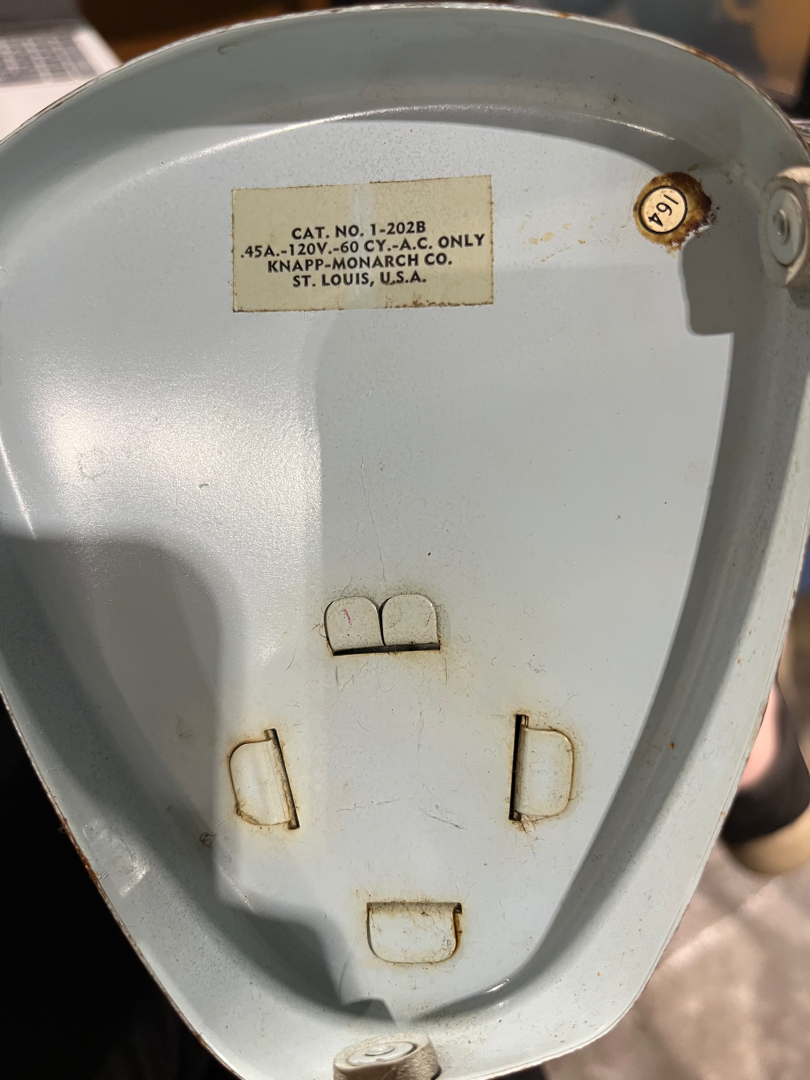 CAT. NO. 1-202B
.45A.-120V.-60 CY.-A.C. ONLY
KNAPP-MONARCH CO.
ST. LOUIS, U.S.A.
164